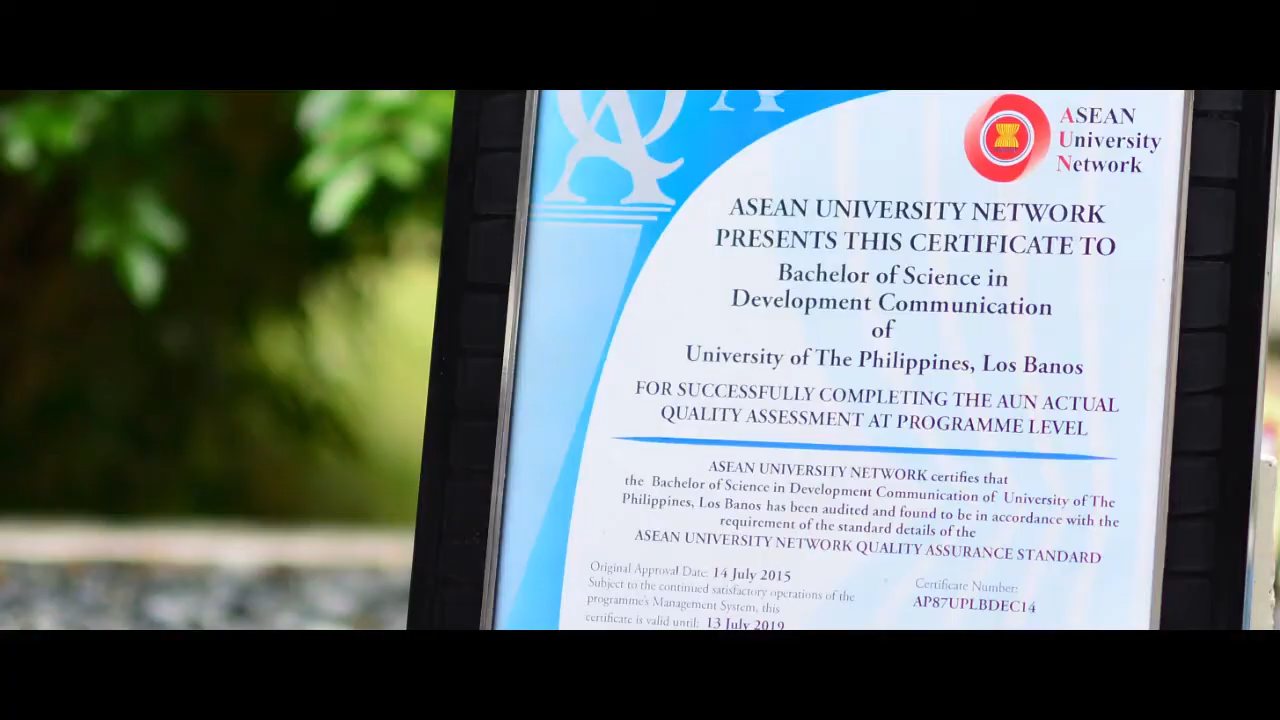 QA
A
ASEAN
University
Network
ASEAN UNIVERSITY NETWORK
PRESENTS THIS CERTIFICATE TO
Bachelor of Science in
Development Communication
of
University of The Philippines, Los Banos
FOR SUCCESSFULLY COMPLETING THE AUN ACTUAL
QUALITY ASSESSMENT AT PROGRAMME LEVEL
ASEAN UNIVERSITY NETWORK certifies that
the Bachelor of Science in Development Communication of University of The
Philippines, Los Banos has been audited and found to be in accordance with the
requirement of the standard details of the
ASEAN UNIVERSITY NETWORK QUALITY ASSURANCE STANDARD
Original Approval Date: 14 July 2015
Subject to the continued satisfactory operations of the
programme's Management System, this
certificate is valid until: 13 July 2019
Certificate Number:
AP87UPLBDEC14